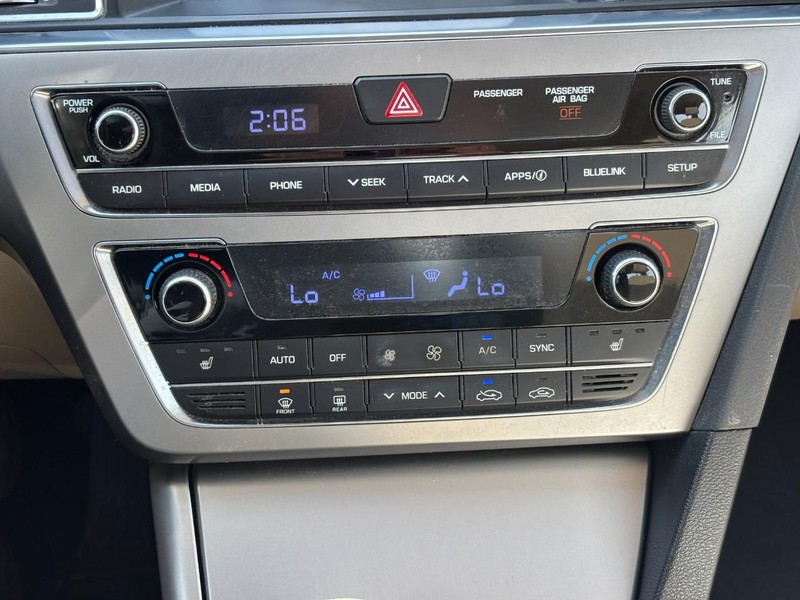 POWER
PUSH
VOL
2:06
PASSENGER
PASSENGER
AIR BAG
OFF
TUNE
FILE
RADIO
MEDIA
PHONE
SEEK
TRACK
APPS/i
BLUELINK
SETUP
A/C
Lo
Lo
AUTO
OFF
A/C
SYNC
FRONT
REAR
MODE